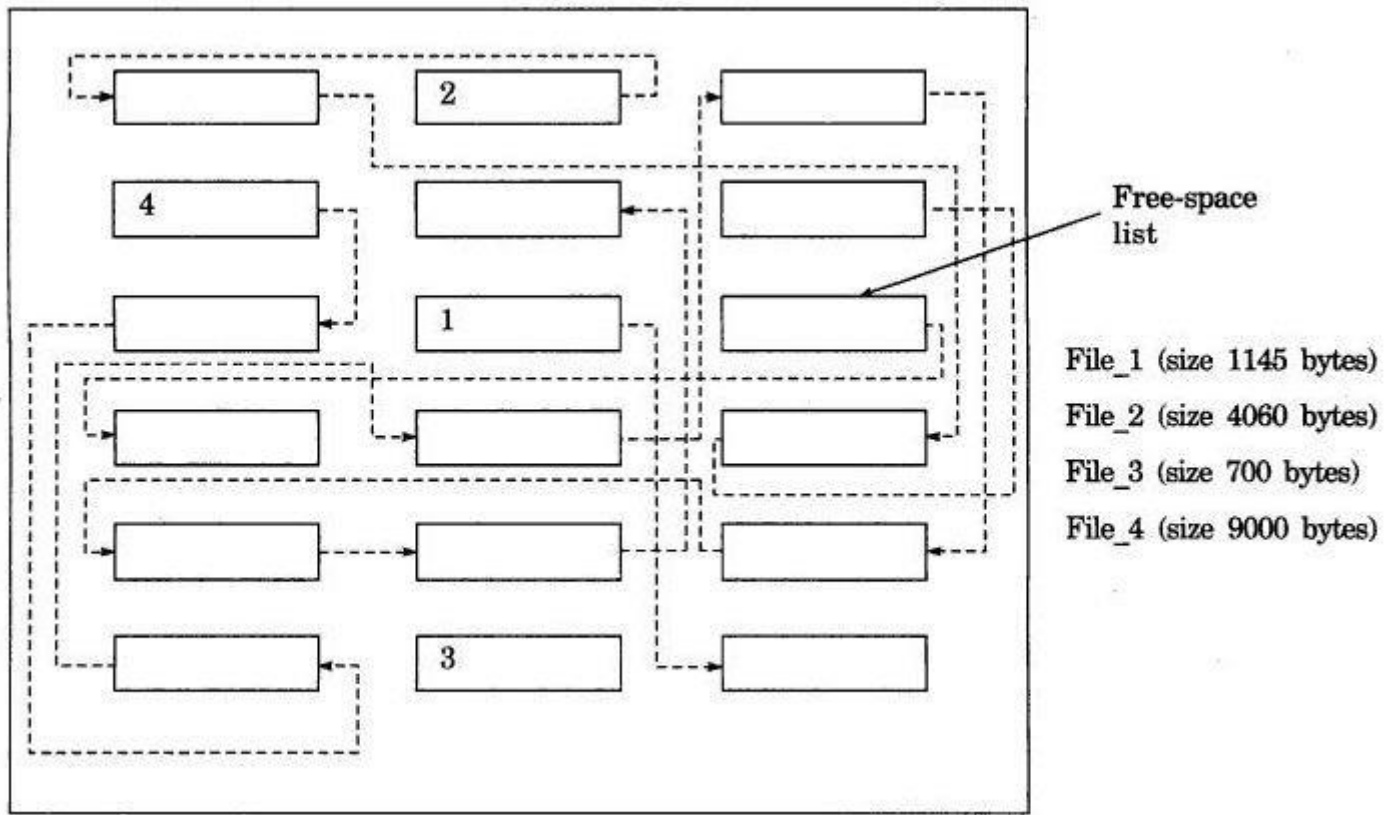 2
4
Free-space
list
1
File_1 (size 1145 bytes)
File_2 (size 4060 bytes)
File_3 (size 700 bytes)
File_4 (size 9000 bytes)
3